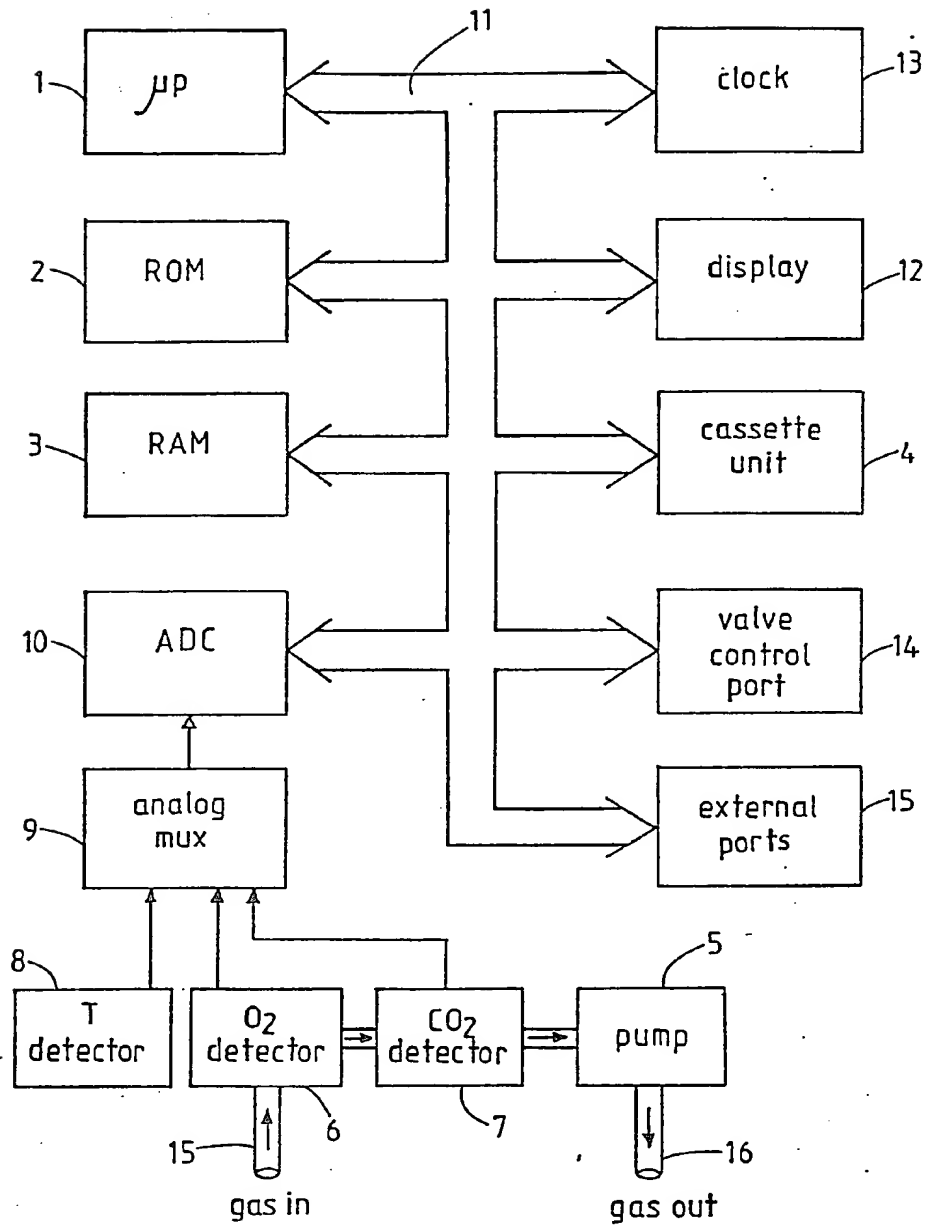 11
1
µp
clock
13
2
ROM
display
12
3
RAM
cassette
unit
4
10
ADC
valve
control
port
14
9
analog
mux
external
ports
15
8
T
detector
O2
detector
6
CO2
detector
7
5
pump
15
gas in
16
gas out